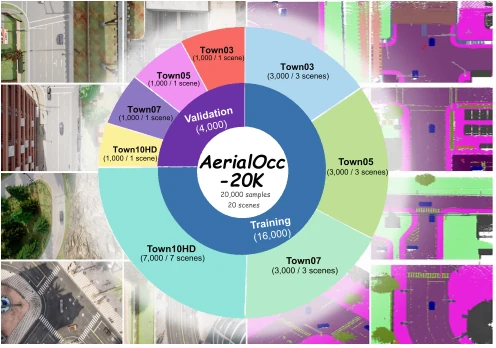 Town03
(1,000 / 1 scene)
Town03
(3,000 / 3 scenes)
Town05
(1,000 / 1 scene)
Town07
(1,000 / 1 scene)
Town10HD
(1,000 / 1 scene)
Validation
(4,000)
AerialOcc
-20K
20,000 samples
20 scenes
Town05
(3,000 / 3 scenes)
Training
(16,000)
Town10HD
(7,000 / 7 scenes)
Town07
(3,000 / 3 scenes)